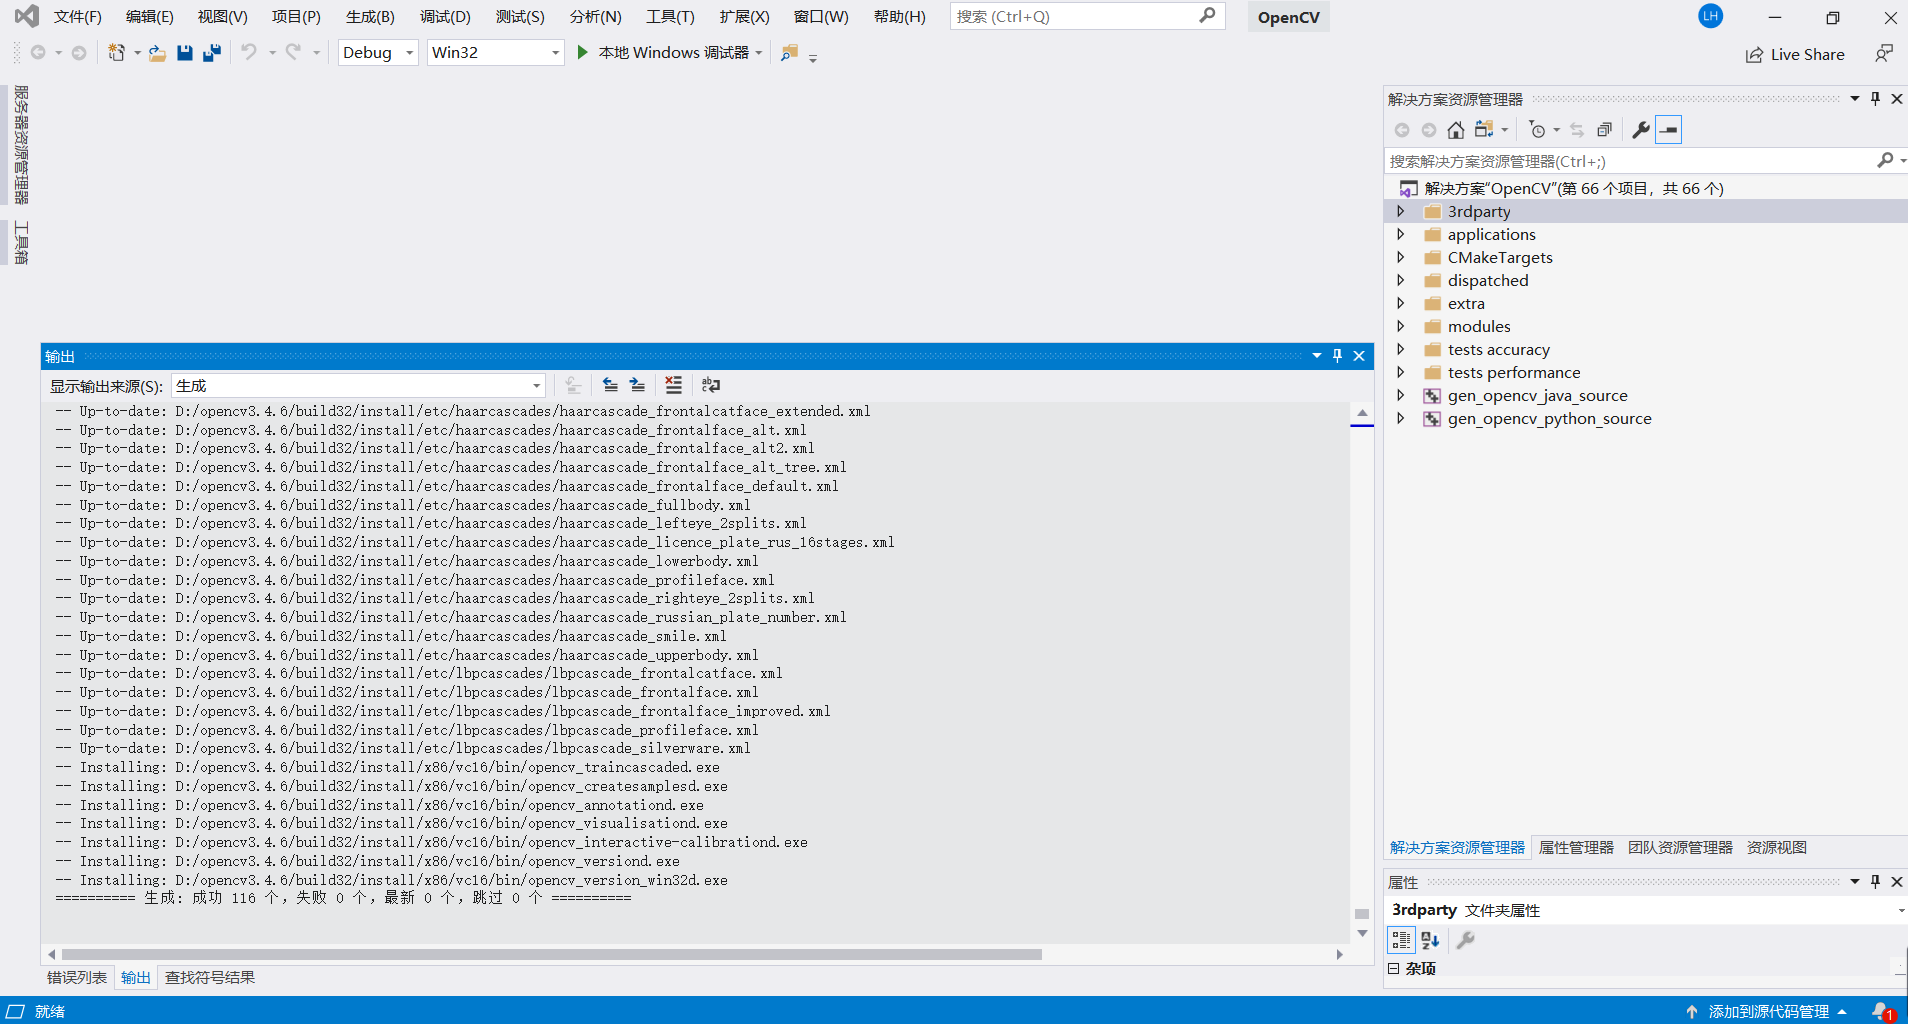 文件(F) 编辑(E) 视图(V) 项目(P) 生成(B) 调试(D) 测试(S) 分析(N) 工具(T) 扩展(X) 窗口(W) 帮助(H) 搜索 (Ctrl+Q) OpenCV LH
Debug Win32 本地 Windows 调试器 Live Share
服务器资源管理器
工具箱
输出
显示输出来源(S): 生成
-- Up-to-date: D:/opencv3.4.6/build32/install/etc/haarcascades/haarcascade_frontalcatface_extended.xml
-- Up-to-date: D:/opencv3.4.6/build32/install/etc/haarcascades/haarcascade_frontalface_alt.xml
-- Up-to-date: D:/opencv3.4.6/build32/install/etc/haarcascades/haarcascade_frontalface_alt2.xml
-- Up-to-date: D:/opencv3.4.6/build32/install/etc/haarcascades/haarcascade_frontalface_alt_tree.xml
-- Up-to-date: D:/opencv3.4.6/build32/install/etc/haarcascades/haarcascade_frontalface_default.xml
-- Up-to-date: D:/opencv3.4.6/build32/install/etc/haarcascades/haarcascade_fullbody.xml
-- Up-to-date: D:/opencv3.4.6/build32/install/etc/haarcascades/haarcascade_lefteye_2splits.xml
-- Up-to-date: D:/opencv3.4.6/build32/install/etc/haarcascades/haarcascade_licence_plate_rus_16stages.xml
-- Up-to-date: D:/opencv3.4.6/build32/install/etc/haarcascades/haarcascade_lowerbody.xml
-- Up-to-date: D:/opencv3.4.6/build32/install/etc/haarcascades/haarcascade_profileface.xml
-- Up-to-date: D:/opencv3.4.6/build32/install/etc/haarcascades/haarcascade_righteye_2splits.xml
-- Up-to-date: D:/opencv3.4.6/build32/install/etc/haarcascades/haarcascade_russian_plate_number.xml
-- Up-to-date: D:/opencv3.4.6/build32/install/etc/haarcascades/haarcascade_smile.xml
-- Up-to-date: D:/opencv3.4.6/build32/install/etc/haarcascades/haarcascade_upperbody.xml
-- Up-to-date: D:/opencv3.4.6/build32/install/etc/lbpcascades/lbpcascade_frontalcatface.xml
-- Up-to-date: D:/opencv3.4.6/build32/install/etc/lbpcascades/lbpcascade_frontalface.xml
-- Up-to-date: D:/opencv3.4.6/build32/install/etc/lbpcascades/lbpcascade_frontalface_improved.xml
-- Up-to-date: D:/opencv3.4.6/build32/install/etc/lbpcascades/lbpcascade_profileface.xml
-- Up-to-date: D:/opencv3.4.6/build32/install/etc/lbpcascades/lbpcascade_silverware.xml
-- Installing: D:/opencv3.4.6/build32/install/x86/vc16/bin/opencv_traincascaded.exe
-- Installing: D:/opencv3.4.6/build32/install/x86/vc16/bin/opencv_createsamplesd.exe
-- Installing: D:/opencv3.4.6/build32/install/x86/vc16/bin/opencv_annotationd.exe
-- Installing: D:/opencv3.4.6/build32/install/x86/vc16/bin/opencv_visualisationd.exe
-- Installing: D:/opencv3.4.6/build32/install/x86/vc16/bin/opencv_interactive-calibrationd.exe
-- Installing: D:/opencv3.4.6/build32/install/x86/vc16/bin/opencv_versiond.exe
-- Installing: D:/opencv3.4.6/build32/install/x86/vc16/bin/opencv_version_win32d.exe
========== 生成: 成功 116 个，失败 0 个，最新 0 个，跳过 0 个 ==========
错误列表 输出 查找符号结果
解决方案资源管理器
搜索解决方案资源管理器(Ctrl+;)
解决方案"OpenCV"(第 66 个项目，共 66 个)
3rdparty
applications
CMakeTargets
dispatched
extra
modules
tests accuracy
tests performance
gen_opencv_java_source
gen_opencv_python_source
解决方案资源管理器 属性管理器 团队资源管理器 资源视图
属性
3rdparty 文件夹属性
杂项
就绪 添加到源代码管理 1